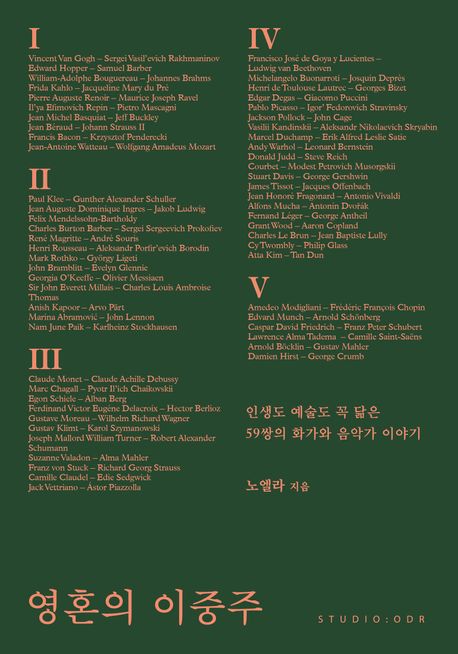 I
Vincent Van Gogh – Sergei Vasil'evich Rakhmaninov
Edward Hopper – Samuel Barber
William-Adolphe Bouguereau – Johannes Brahms
Frida Kahlo – Jacqueline Mary du Pré
Pierre Auguste Renoir – Maurice Joseph Ravel
Il'ya Efimovich Repin – Pietro Mascagni
Jean Michel Basquiat – Jeff Buckley
Jean Béraud – Johann Strauss II
Francis Bacon – Krzysztof Penderecki
Jean-Antoine Watteau – Wolfgang Amadeus Mozart
II
Paul Klee – Gunther Alexander Schuller
Jean Auguste Dominique Ingres – Jakob Ludwig
Felix Mendelssohn-Bartholdy
Charles Burton Barber – Sergei Sergeevich Prokofiev
René Magritte – André Souris
Henri Rousseau – Aleksandr Porfir'evich Borodin
Mark Rothko – György Ligeti
John Bramblitt – Evelyn Glennie
Georgia O'Keeffe – Olivier Messiaen
Sir John Everett Millais – Charles Louis Ambroise
Thomas
Anish Kapoor – Arvo Pärt
Marina Abramović – John Lennon
Nam June Paik – Karlheinz Stockhausen
III
Claude Monet – Claude Achille Debussy
Marc Chagall – Pyotr Il'ich Chaikovskii
Egon Schiele – Alban Berg
Ferdinand Victor Eugène Delacroix – Hector Berlioz
Gustave Moreau – Wilhelm Richard Wagner
Gustav Klimt – Karol Szymanowski
Joseph Mallord William Turner – Robert Alexander
Schumann
Suzanne Valadon – Alma Mahler
Franz von Stuck – Richard Georg Strauss
Camille Claudel – Edie Sedgwick
Jack Vettriano – Ástor Piazzolla
IV
Francisco José de Goya y Lucientes –
Ludwig van Beethoven
Michelangelo Buonarroti – Josquin Deprés
Henri de Toulouse Lautrec – Georges Bizet
Edgar Degas – Giacomo Puccini
Pablo Picasso – Igor' Fedorovich Stravinsky
Jackson Pollock – John Cage
Vasilii Kandinskii – Aleksandr Nikolaevich Skryabin
Marcel Duchamp – Erik Alfred Leslie Satie
Andy Warhol – Leonard Bernstein
Donald Judd – Steve Reich
Courbet – Modest Petrovich Musorgskii
Stuart Davis – George Gershwin
James Tissot – Jacques Offenbach
Jean Honoré Fragonard – Antonio Vivaldi
Alfons Mucha – Antonín Dvořák
Fernand Léger – George Antheil
Grant Wood – Aaron Copland
Charles Le Brun – Jean Baptiste Lully
Cy Twombly – Philip Glass
Atta Kim – Tan Dun
V
Amedeo Modigliani – Frédéric François Chopin
Edvard Munch – Arnold Schönberg
Caspar David Friedrich – Franz Peter Schubert
Lawrence Alma Tadema – Camille Saint-Saëns
Arnold Böcklin – Gustav Mahler
Damien Hirst – George Crumb
인생도 예술도 꼭 닮은
59쌍의 화가와 음악가 이야기
노엘라 지음
영혼의 이중주
STUDIO:ODR